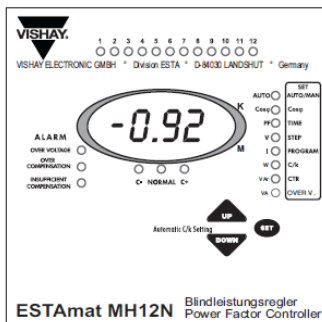 VISHAY.
1 2 3 4 5 6 7 8 9 10 11 12
VISHAY ELECTRONIC GMBH * Division ESTA * D-84030 LANDSHUT * Germany
SET
AUTO AUTO/MAN
K
Cosφ Cosφ
-0.92
PF TIME
ALARM
V STEP
OVER VOLTAGE
M
I PROGRAM
OVER COMPENSATION
W C/k
C- NORMAL C+
VAr CTR
INSUFFICIENT COMPENSATION
VA OVER V.
UP
Automatic C/k Setting
SET
DOWN
ESTAmat MH12N
Blindleistungsregler
Power Factor Controller